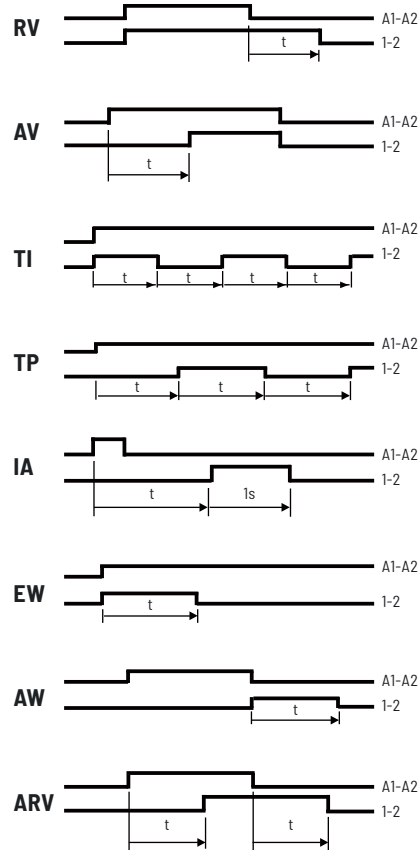 RV
A1-A2
1-2
t
AV
A1-A2
1-2
t
TI
A1-A2
1-2
t t t t
TP
A1-A2
1-2
t t t
IA
A1-A2
1-2
t 1s
EW
A1-A2
1-2
t
AW
A1-A2
1-2
t
ARV
A1-A2
1-2
t t